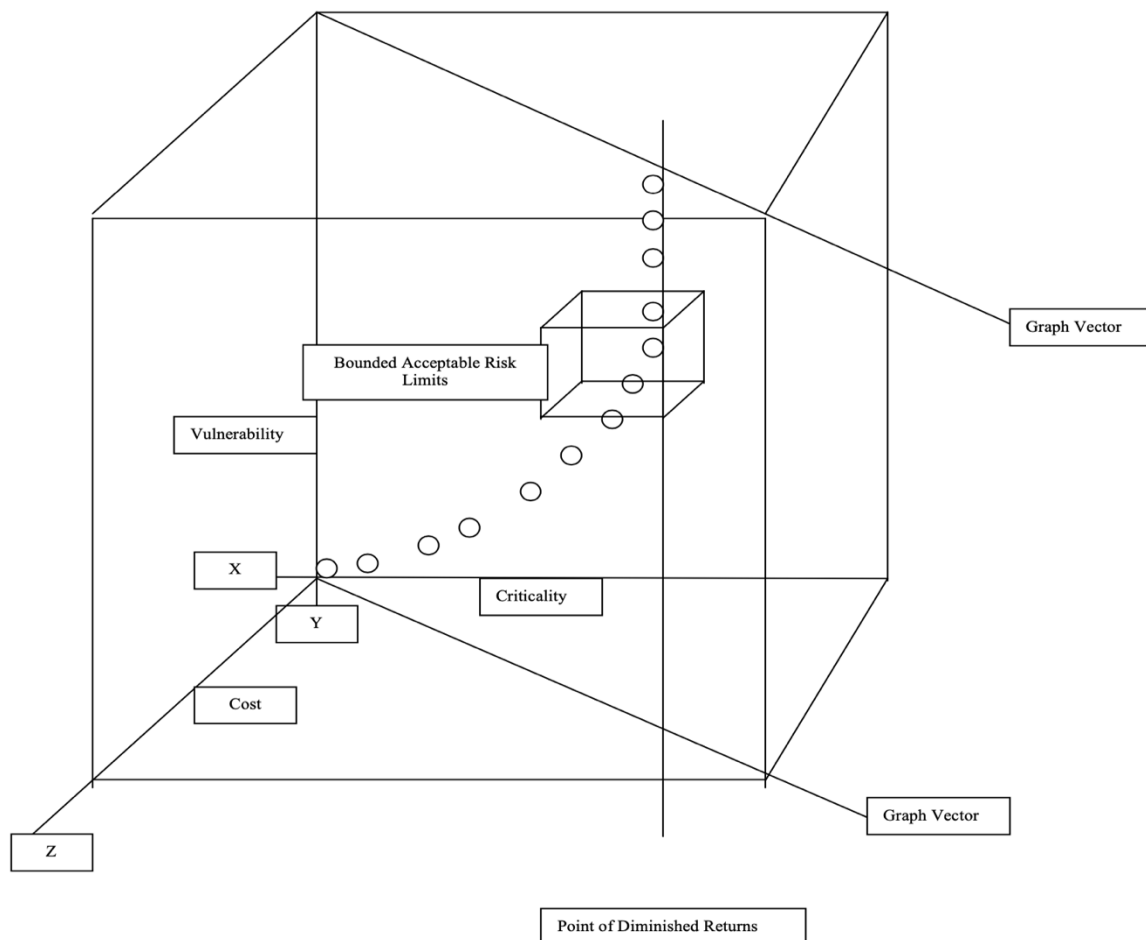 Graph Vector
Bounded Acceptable Risk
Limits
Vulnerability
X
Criticality
Y
Cost
Graph Vector
Z
Point of Diminished Returns